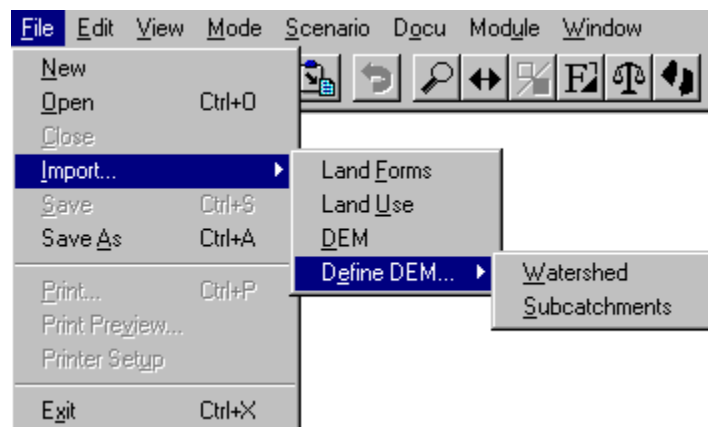 File Edit View Mode Scenario Docu Module Window
New
Open Ctrl+O
Close
Import...
Save Ctrl+S
Save As Ctrl+A
Print... Ctrl+P
Print Preview...
Printer Setup
Exit Ctrl+X
Land Forms
Land Use
DEM
Define DEM...
Watershed
Subcatchments
F